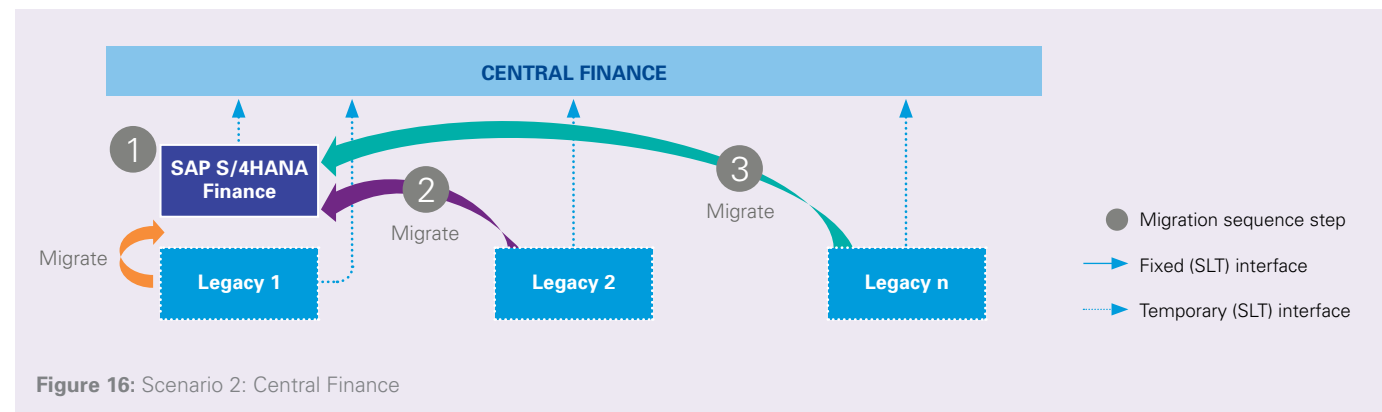 CENTRAL FINANCE
1
SAP S/4HANA
Finance
3
2
Migrate
Migrate
Migrate
Legacy 1
Legacy 2
Legacy n
Migration sequence step
Fixed (SLT) interface
Temporary (SLT) interface
Figure 16: Scenario 2: Central Finance